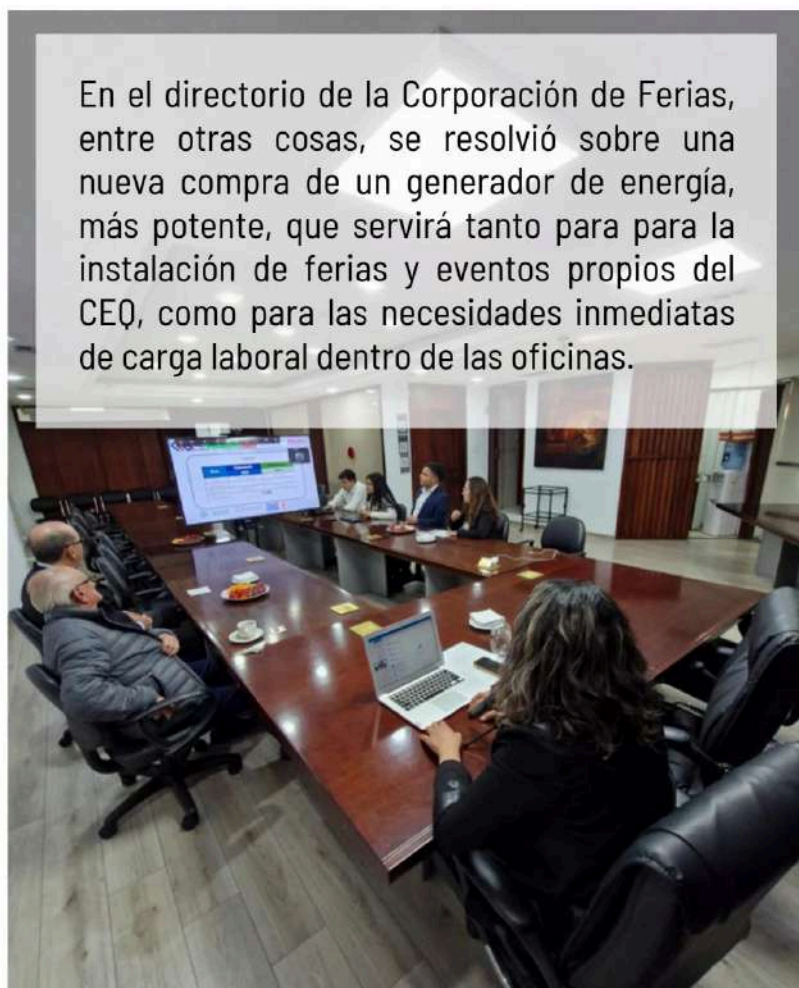 En el directorio de la Corporación de Ferias,
entre otras cosas, se resolvió sobre una
nueva compra de un generador de energía,
más potente, que servirá tanto para para la
instalación de ferias y eventos propios del
CEQ, como para las necesidades inmediatas
de carga laboral dentro de las oficinas.